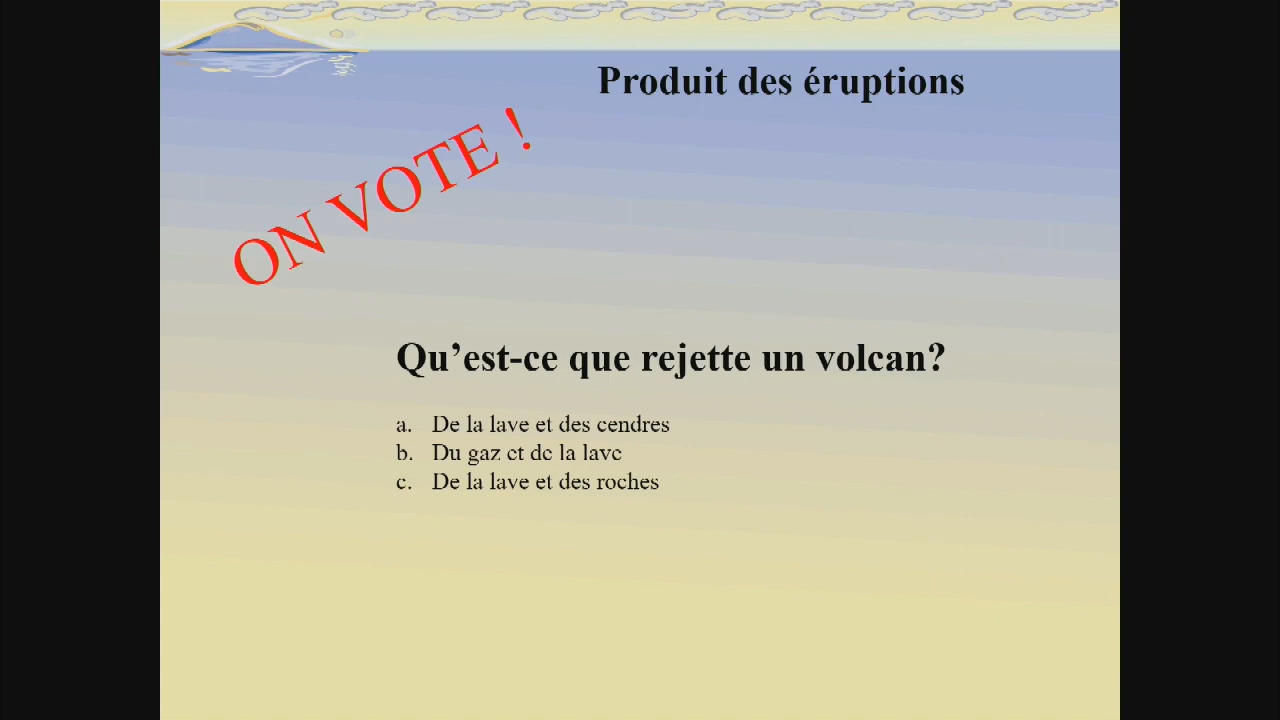 Produit des éruptions
ON VOTE !
Qu’est-ce que rejette un volcan?
a. De la lave et des cendres
b. Du gaz et de la lave
c. De la lave et des roches